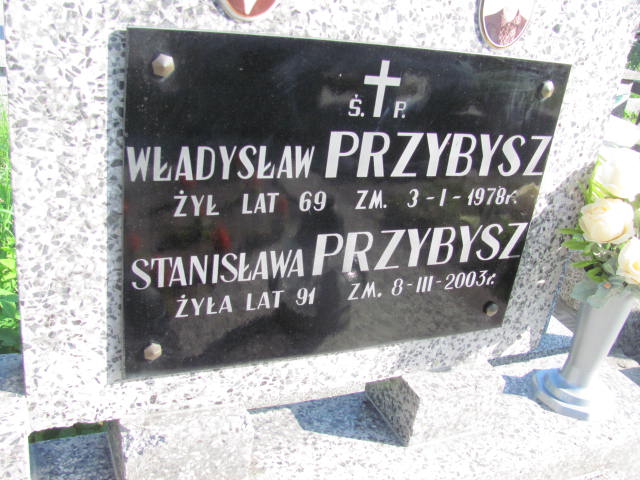 Ś. P.
WŁADYSŁAW PRZYBYSZ
ŻYŁ LAT 69 ZM. 3-I-1978r.
STANISŁAWA PRZYBYSZ
ŻYŁA LAT 91 ZM. 8-III-2003r.